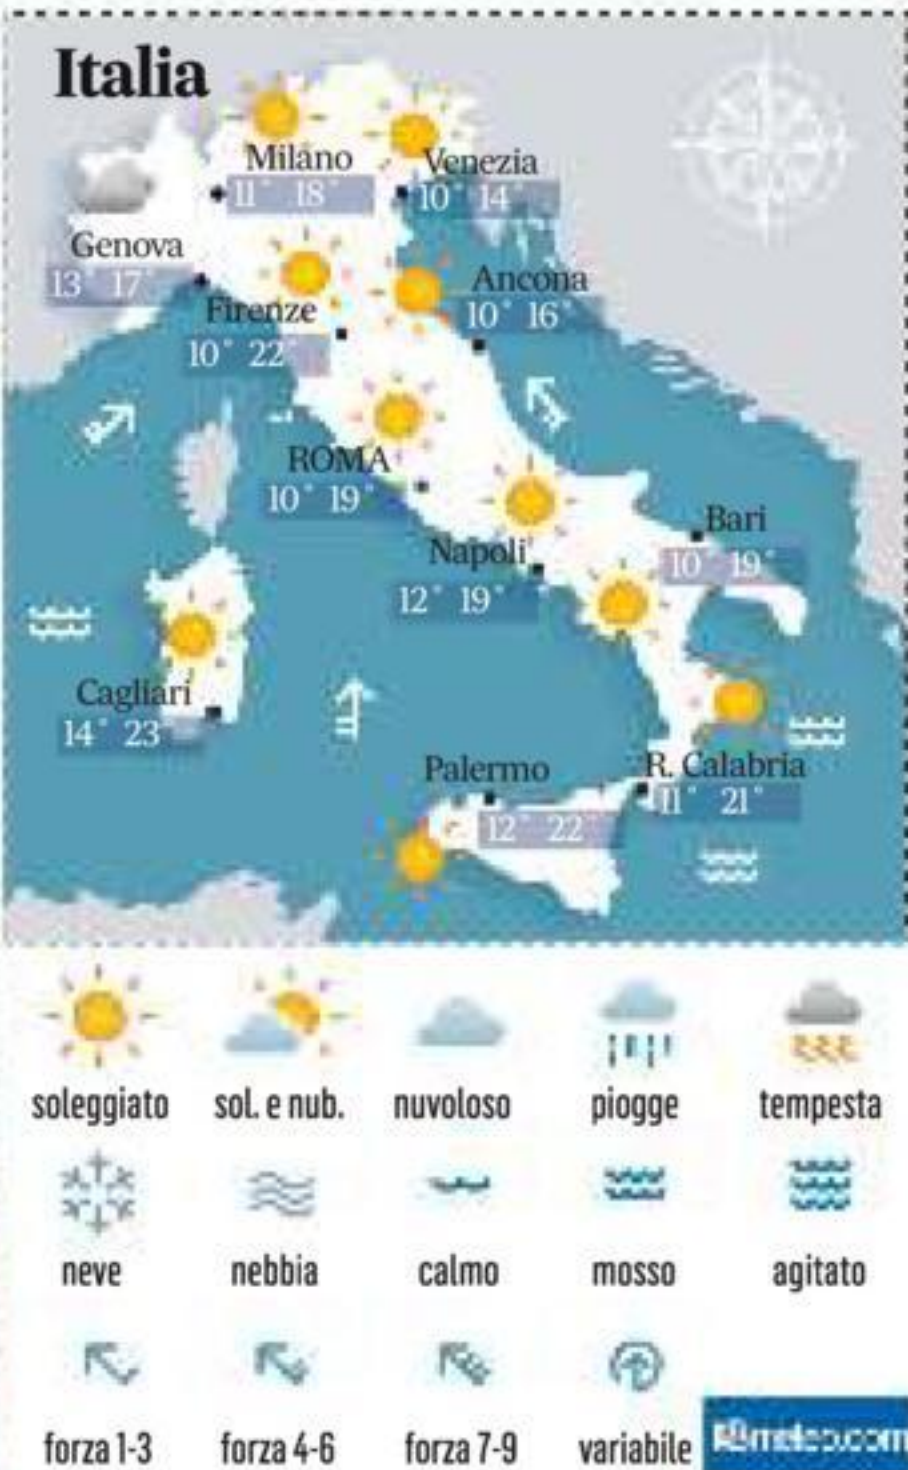 Italia
Milano
11° 18°
Venezia
10° 14°
Genova
13° 17°
Ancona
10° 16°
Firenze
10° 22°
ROMA
10° 19°
Bari
10° 19°
Napoli
12° 19°
Cagliari
14° 23°
Palermo
12° 22°
R. Calabria
11° 21°
soleggiato sol. e nub. nuvoloso piogge tempesta
neve nebbia calmo mosso agitato
forza 1-3 forza 4-6 forza 7-9 variabile